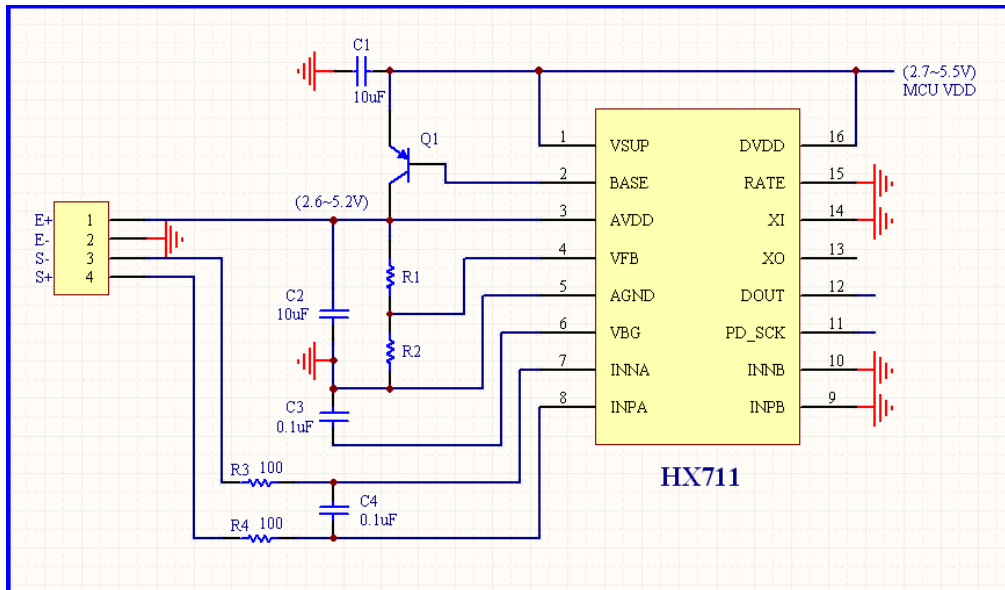 C1
10uF
(2.7~5.5V)
MCU VDD
Q1
1 VSUP DVDD 16
2 BASE RATE 15
(2.6~5.2V)
3 AVDD XI 14
E+ 1
E- 2
S- 3
S+ 4
4 VFB XO 13
R1
C2
10uF
5 AGND DOUT 12
6 VBG PD_SCK 11
R2
7 INNA INNB 10
8 INPA INPB 9
C3
0.1uF
R3 100
HX711
C4
0.1uF
R4 100